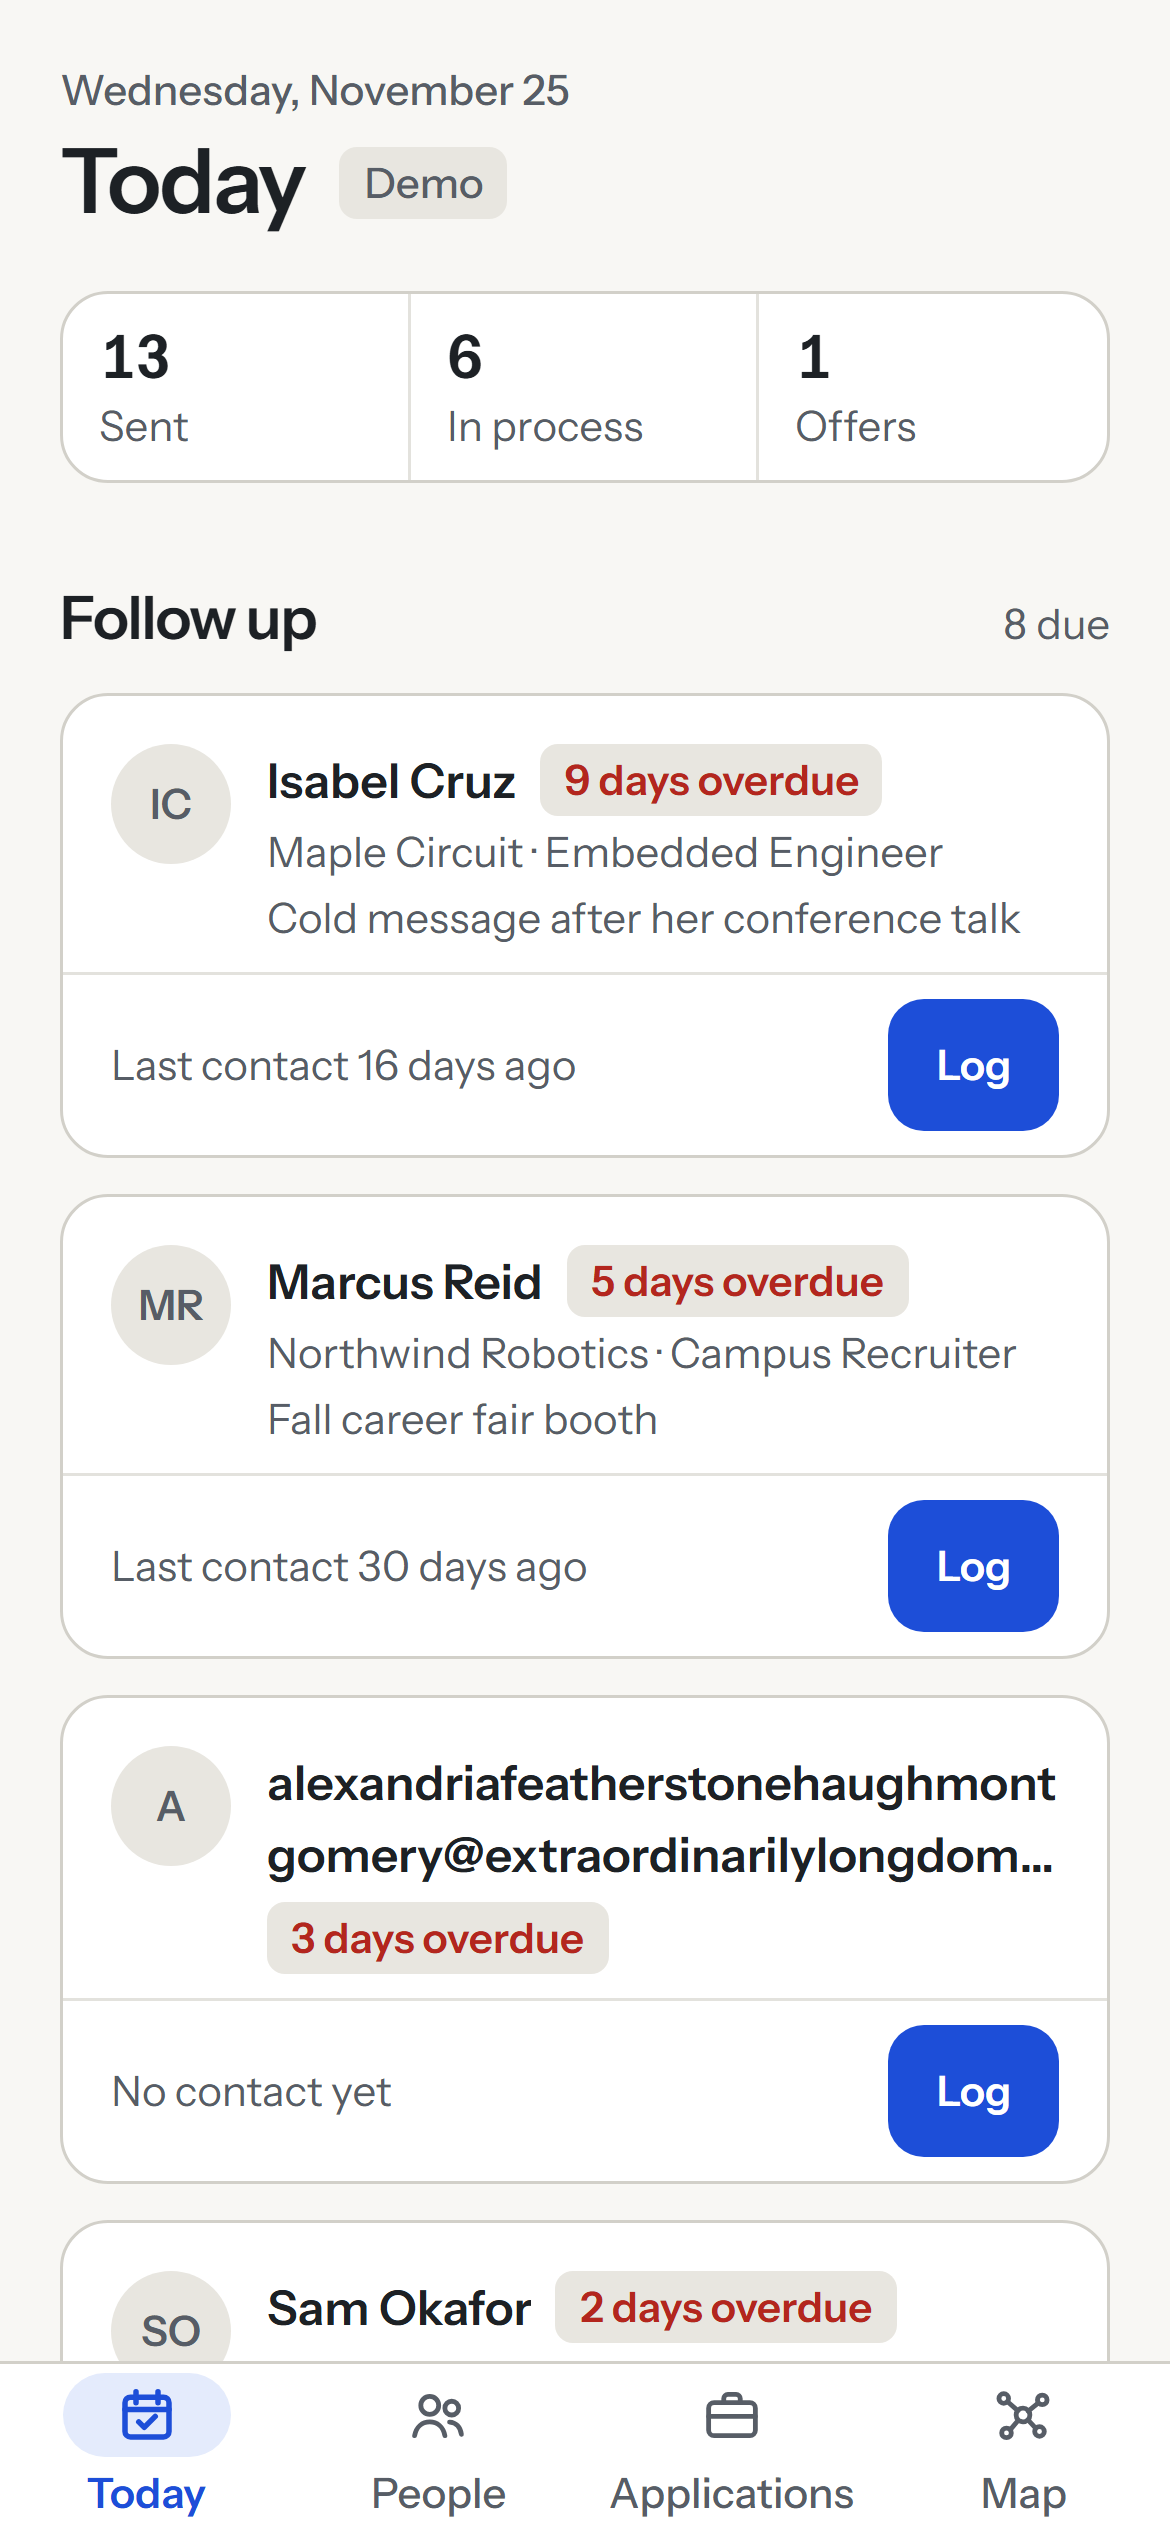 Wednesday, November 25
Today
Demo
13
Sent
6
In process
1
Offers
Follow up
8 due
IC
Isabel Cruz
9 days overdue
Maple Circuit · Embedded Engineer
Cold message after her conference talk
Last contact 16 days ago
Log
MR
Marcus Reid
5 days overdue
Northwind Robotics · Campus Recruiter
Fall career fair booth
Last contact 30 days ago
Log
A
alexandriafeatherstonehaughmont
gomery@extraordinarilylongdom...
3 days overdue
No contact yet
Log
SO
Sam Okafor
2 days overdue
Today
People
Applications
Map